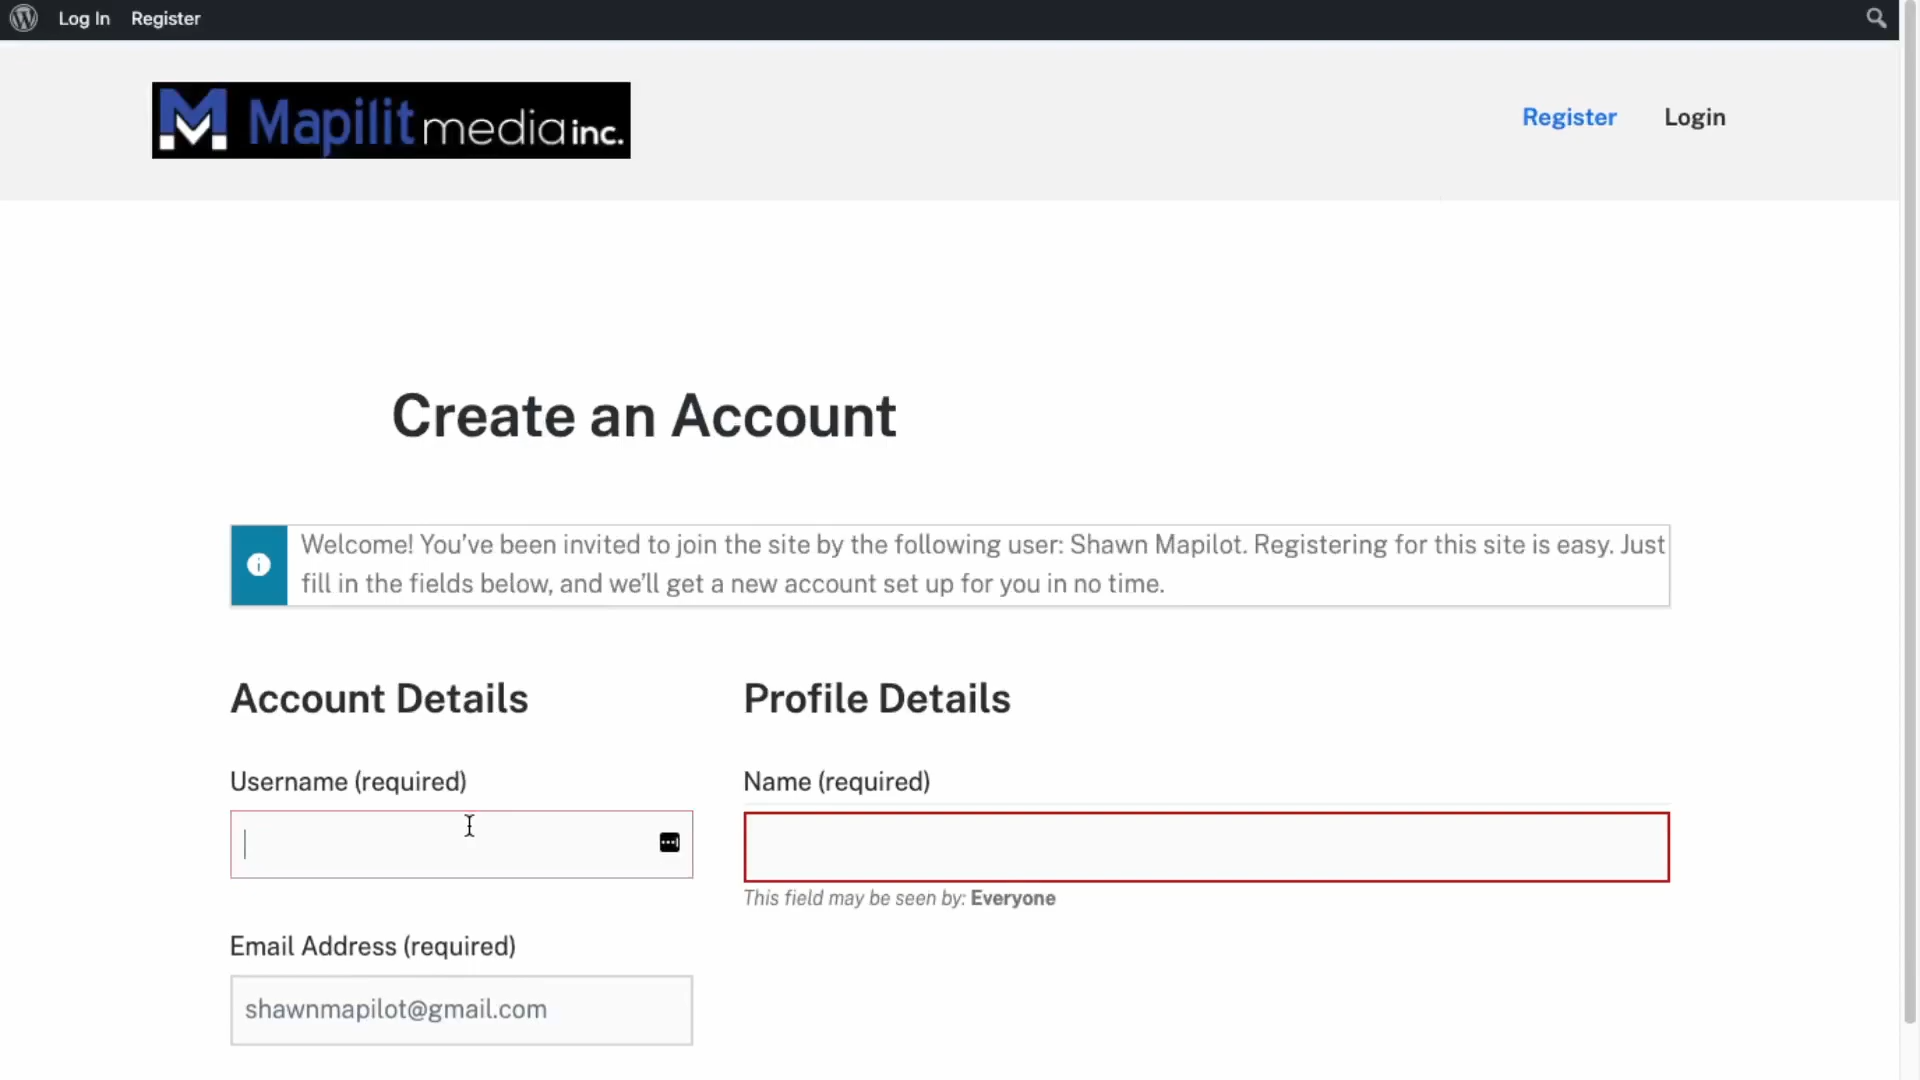 Log In Register
M Mapilit media inc.
Register Login
Create an Account
Welcome! You've been invited to join the site by the following user: Shawn Mapilot. Registering for this site is easy. Just
fill in the fields below, and we'll get a new account set up for you in no time.
Account Details
Profile Details
Username (required)
Name (required)
This field may be seen by: Everyone
Email Address (required)
shawnmapilot@gmail.com